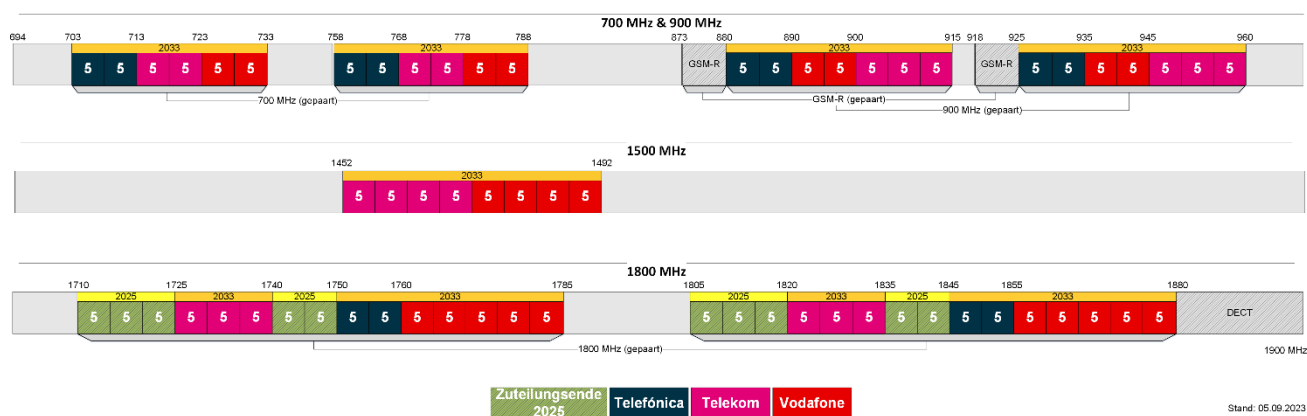 700 MHz & 900 MHz
694 703 713 723 733 758 768 778 788 873 880 890 900 915 918 925 935 945 960
2033 2033 2033 2033
5 5 5 5 5 5 5 5 5 5 5 5 GSM-R 5 5 5 5 5 5 5 GSM-R 5 5 5 5 5 5 5
700 MHz (gepaart) GSM-R (gepaart)
900 MHz (gepaart)
1500 MHz
1452 1492
2033
5 5 5 5 5 5 5 5
1800 MHz
1710 1725 1740 1750 1760 1785 1805 1820 1835 1845 1855 1880
2025 2033 2025 2033 2025 2033 2025 2033
5 5 5 5 5 5 5 5 5 5 5 5 5 5 5 5 5 5 5 5 5 5 5 5 5 5 5 5 5 5 DECT
1800 MHz (gepaart) 1900 MHz
Zuteilungsende
2025
Telefónica Telekom Vodafone
Stand: 05.09.2023